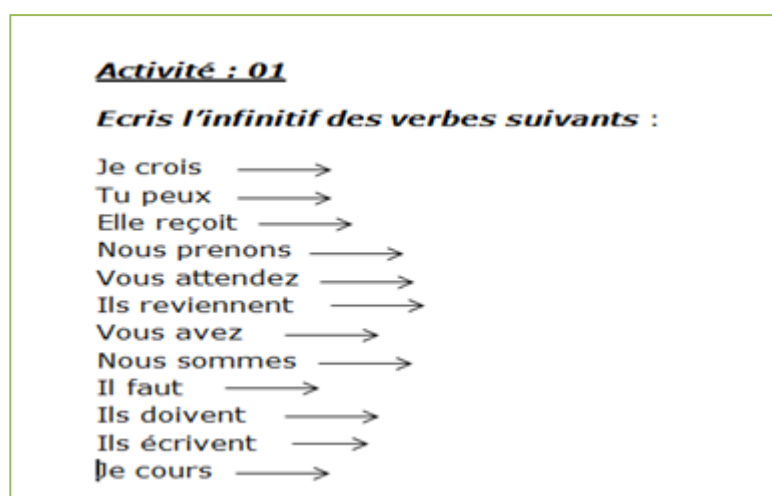 Activité : 01
Ecris l'infinitif des verbes suivants :
Je crois ⟶
Tu peux ⟶
Elle reçoit ⟶
Nous prenons ⟶
Vous attendez ⟶
Ils reviennent ⟶
Vous avez ⟶
Nous sommes ⟶
Il faut ⟶
Ils doivent ⟶
Ils écrivent ⟶
Je cours ⟶